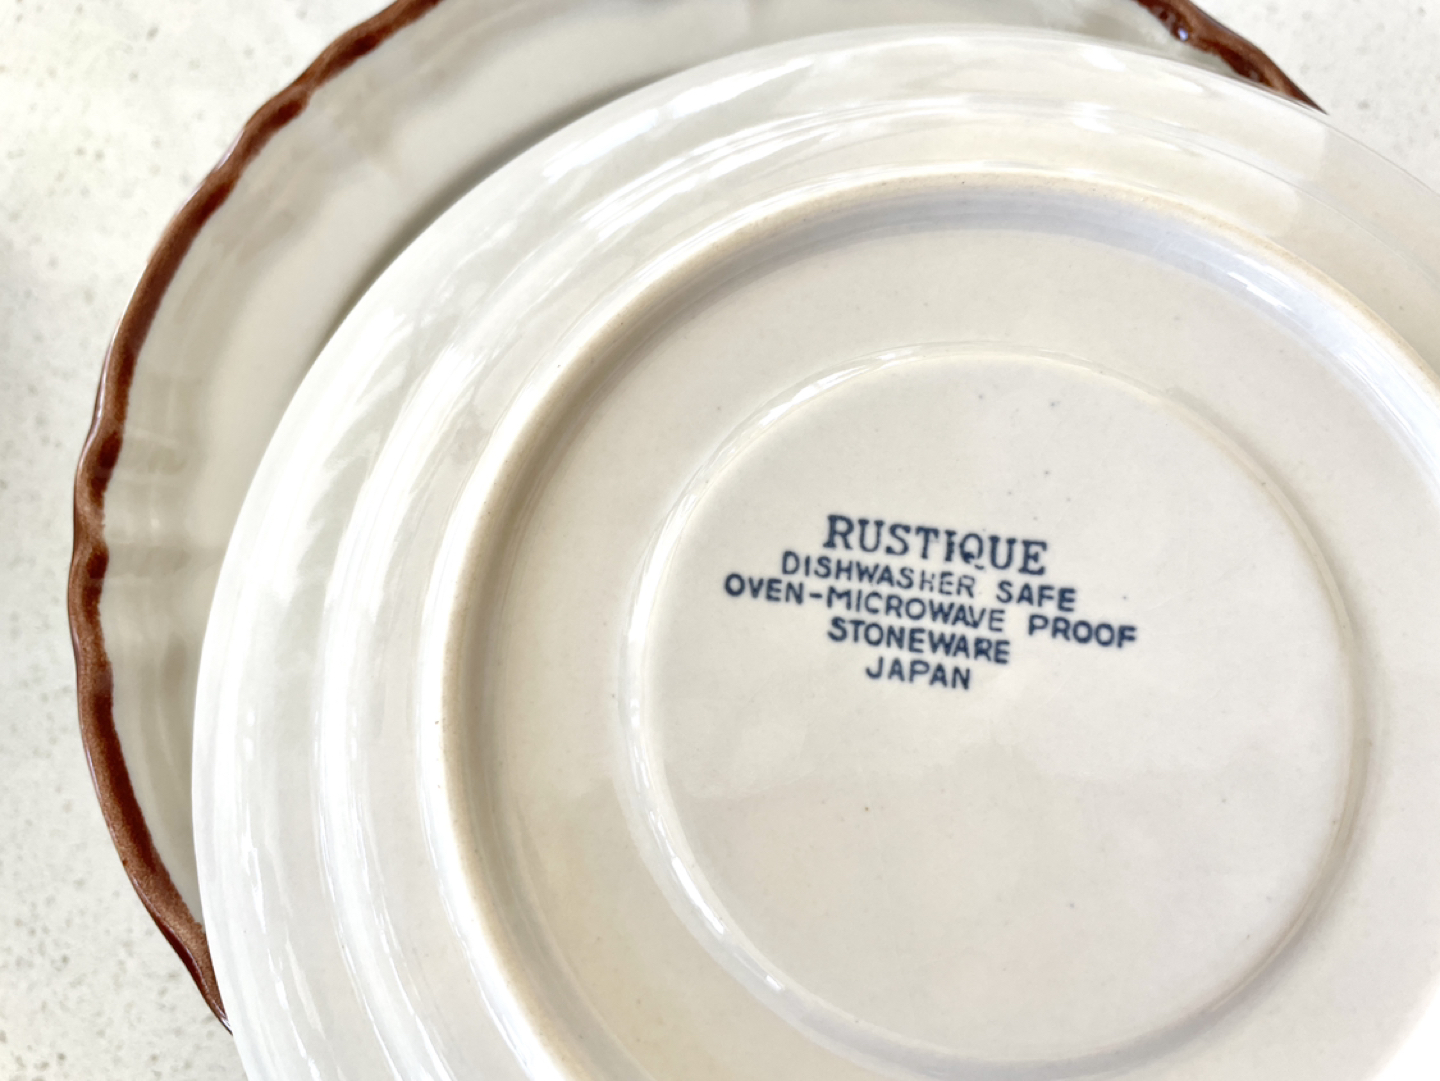 RUSTIQUE
DISHWASHER SAFE
OVEN-MICROWAVE PROOF
STONEWARE
JAPAN